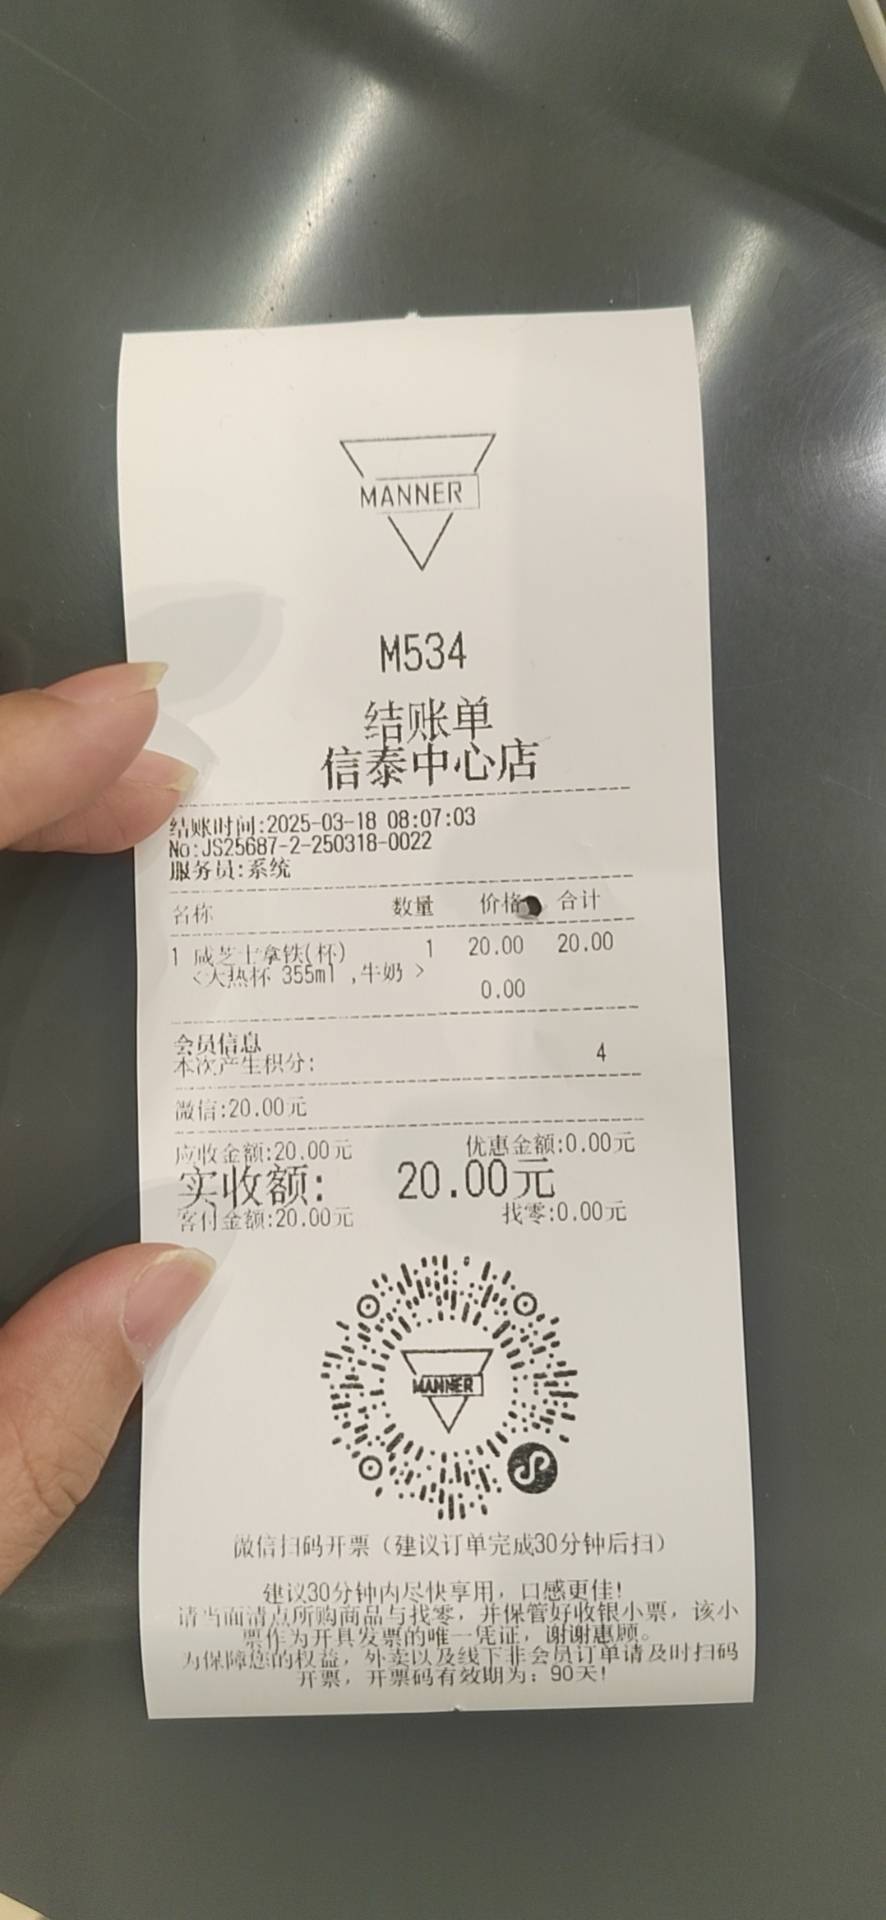 MANNER
M534
结账单
信泰中心店
结账时间:2025-03-18 08:07:03
No:JS25687-2-250318-0022
服务员:系统
名称 数量 价格 合计
1 咸芝士拿铁(杯) 1 20.00 20.00
<大热杯 355ml ,牛奶 >
0.00
会员信息
本次产生积分: 4
微信:20.00元
应收金额:20.00元 优惠金额:0.00元
实收额: 20.00元
客付金额:20.00元 找零:0.00元
MANNER
微信扫码开票（建议订单完成30分钟后扫）
建议30分钟内尽快享用，口感更佳!
请当面清点所购商品与找零，并保管好收银小票，该小
票作为开具发票的唯一凭证，谢谢惠顾。
为保障您的权益，外卖以及线下非会员订单请及时扫码
开票，开票码有效期为：90天!